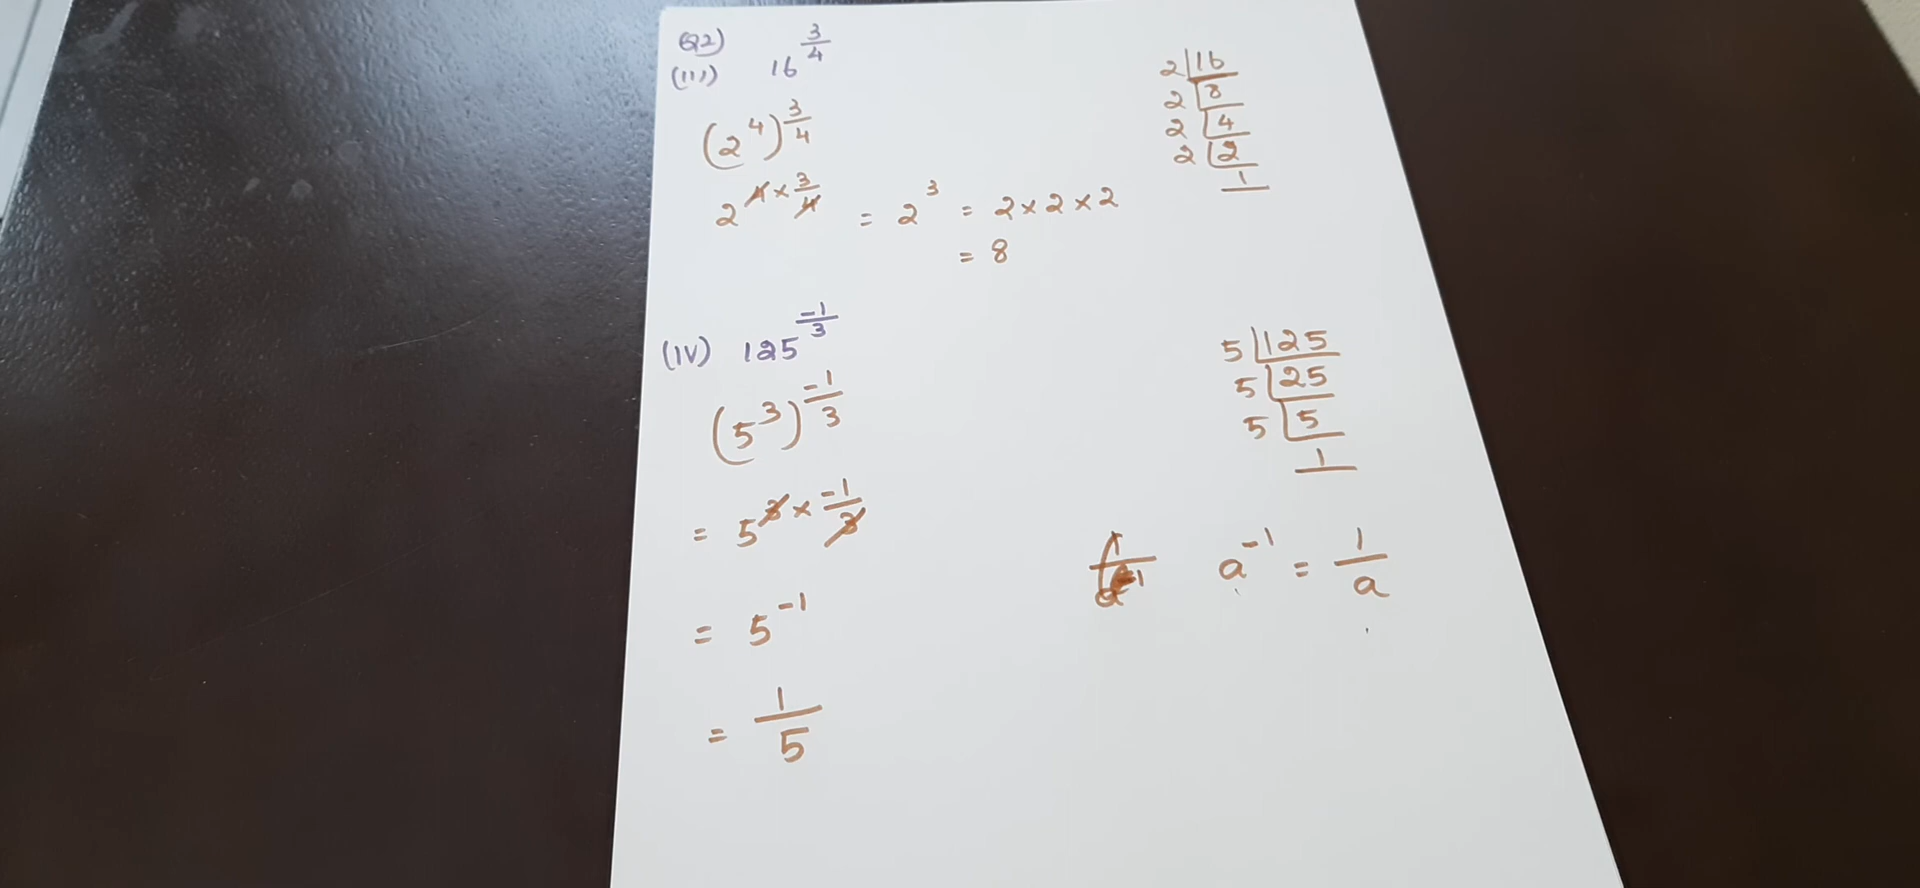 Q2)
(iii) 16^(3/4)
(2^4)^(3/4)
2^(4 × 3/4) = 2^3 = 2 × 2 × 2
= 8
2 | 16
2 | 8
2 | 4
2 | 2
1
(iv) 125^(-1/3)
(5^3)^(-1/3)
= 5^(3 × -1/3)
= 5^-1
= 1/5
5 | 125
5 | 25
5 | 5
1
a^-1 = 1/a